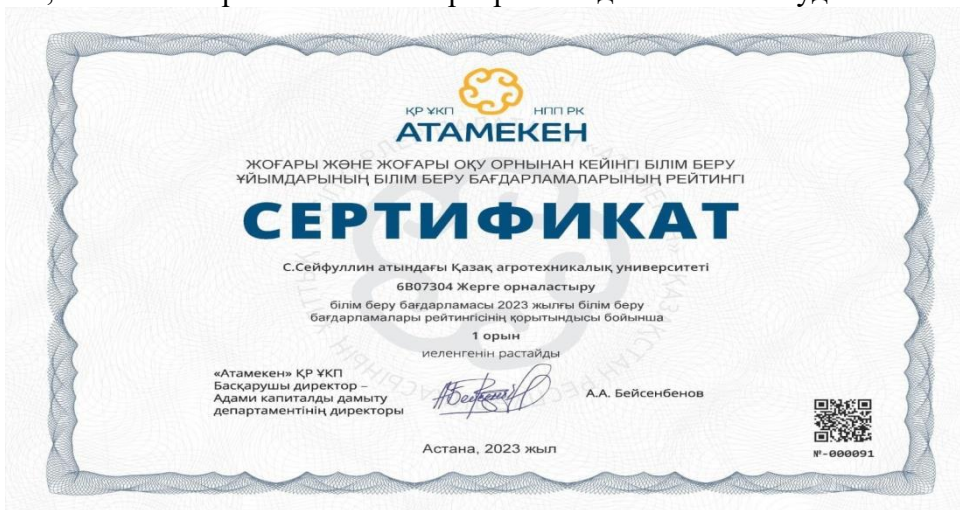 ҚР ҰКП НПП РК
АТАМЕКЕН
ЖОҒАРЫ ЖӘНЕ ЖОҒАРЫ ОҚУ ОРНЫНАН КЕЙІНГІ БІЛІМ БЕРУ
ҰЙЫМДАРЫНЫҢ БІЛІМ БЕРУ БАҒДАРЛАМАЛАРЫНЫҢ РЕЙТИНГІ
СЕРТИФИКАТ
С.Сейфуллин атындағы Қазақ агротехникалық университеті
6В07304 Жерге орналастыру
білім беру бағдарламасы 2023 жылғы білім беру
бағдарламалары рейтингісінің қорытындысы бойынша
1 орын
иеленгенін растайды
«Атамекен» ҚР ҰКП
Басқарушы директор –
Адами капиталды дамыту
департаментінің директоры
А.А. Бейсенбенов
Астана, 2023 жыл
№-000091